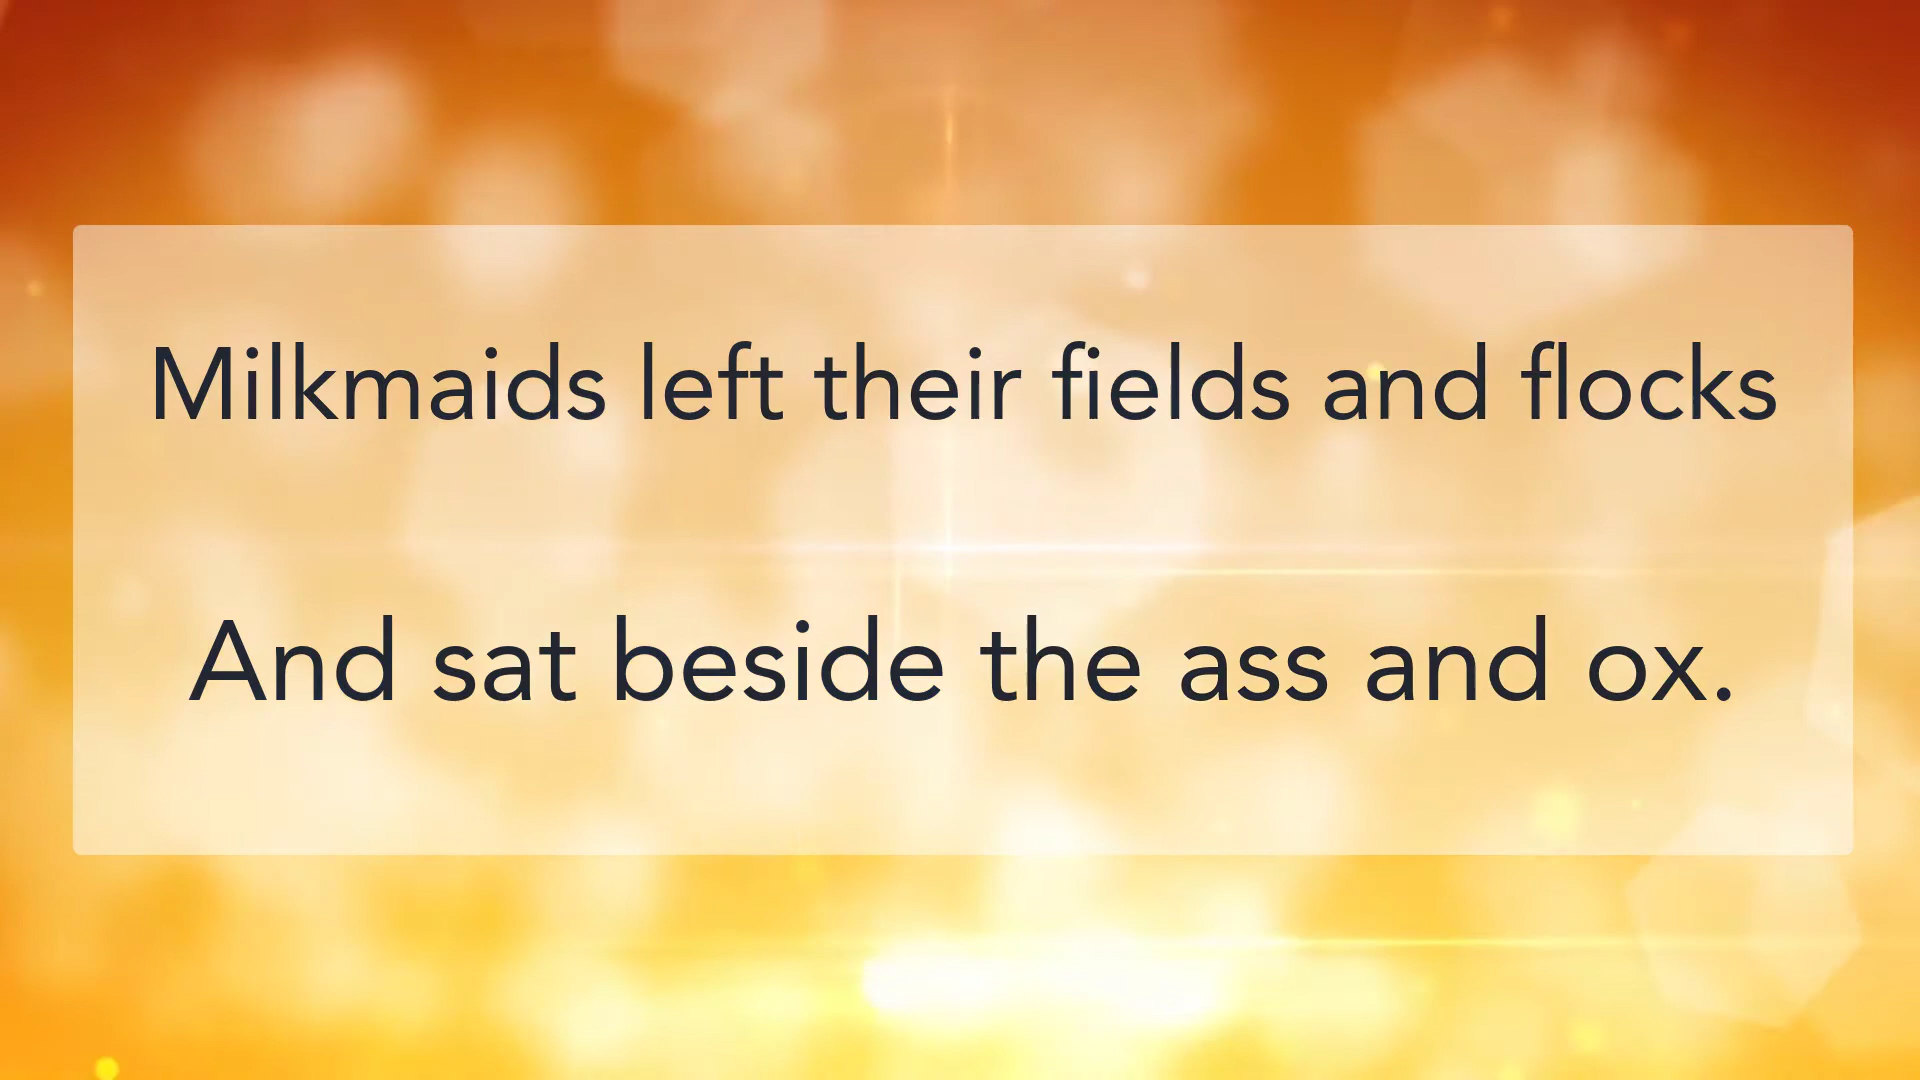 Milkmaids left their fields and flocks
And sat beside the ass and ox.